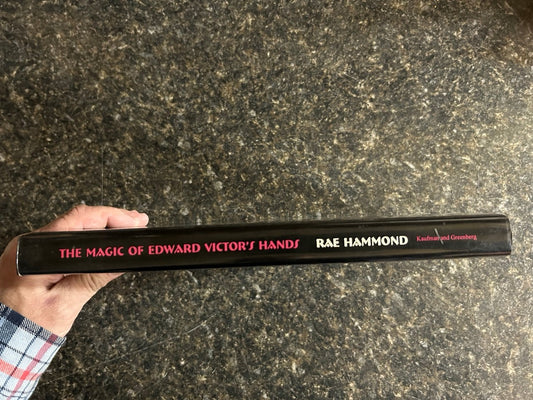 THE MAGIC OF EDWARD VICTOR'S HANDS RAE HAMMOND Kaufman and Greenberg